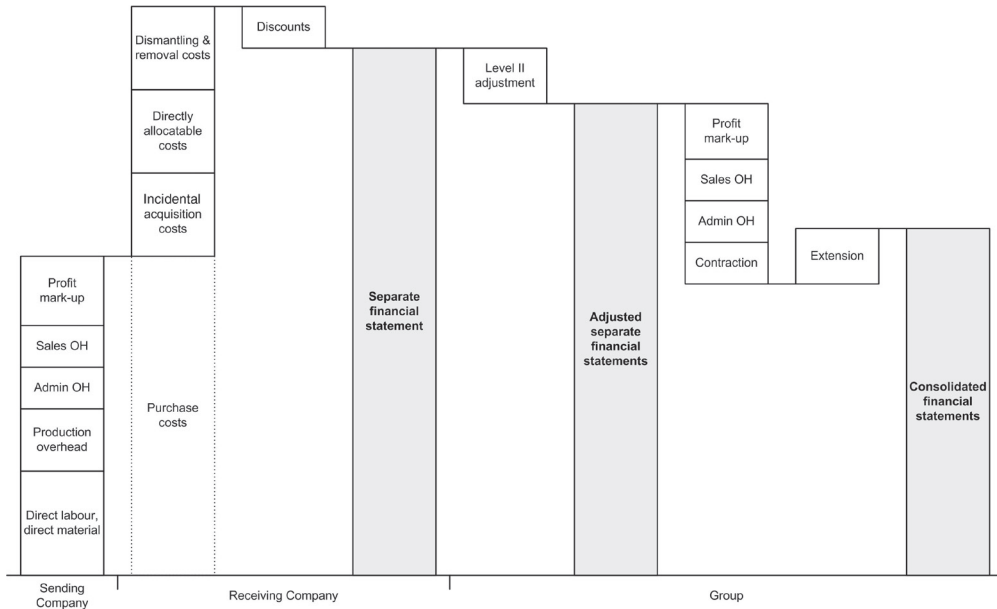 Dismantling &
removal costs
Directly
allocatable
costs
Incidental
acquisition
costs
Purchase
costs
Profit
mark-up
Sales OH
Admin OH
Production
overhead
Direct labour,
direct material
Discounts
Separate
financial
statement
Level II
adjustment
Adjusted
separate
financial
statements
Profit
mark-up
Sales OH
Admin OH
Contraction
Extension
Consolidated
financial
statements
Sending
Company
Receiving Company
Group